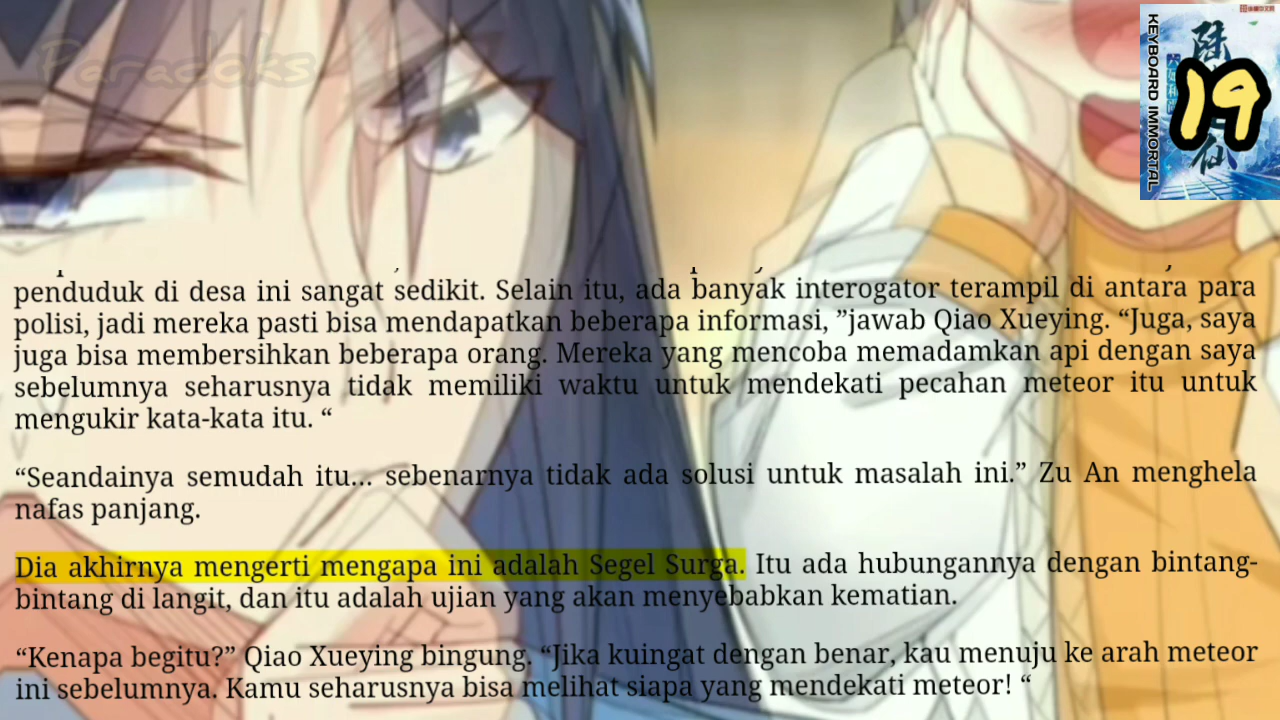 Paradoks
KEYBOARD IMMORTAL
19
penduduk di desa ini sangat sedikit. Selain itu, ada banyak interogator terampil di antara para
polisi, jadi mereka pasti bisa mendapatkan beberapa informasi, ”jawab Qiao Xueying. “Juga, saya
juga bisa membersihkan beberapa orang. Mereka yang mencoba memadamkan api dengan saya
sebelumnya seharusnya tidak memiliki waktu untuk mendekati pecahan meteor itu untuk
mengukir kata-kata itu. “
“Seandainya semudah itu... sebenarnya tidak ada solusi untuk masalah ini.” Zu An menghela
nafas panjang.
Dia akhirnya mengerti mengapa ini adalah Segel Surga. Itu ada hubungannya dengan bintang-
bintang di langit, dan itu adalah ujian yang akan menyebabkan kematian.
“Kenapa begitu?” Qiao Xueying bingung. “Jika kuingat dengan benar, kau menuju ke arah meteor
ini sebelumnya. Kamu seharusnya bisa melihat siapa yang mendekati meteor! “